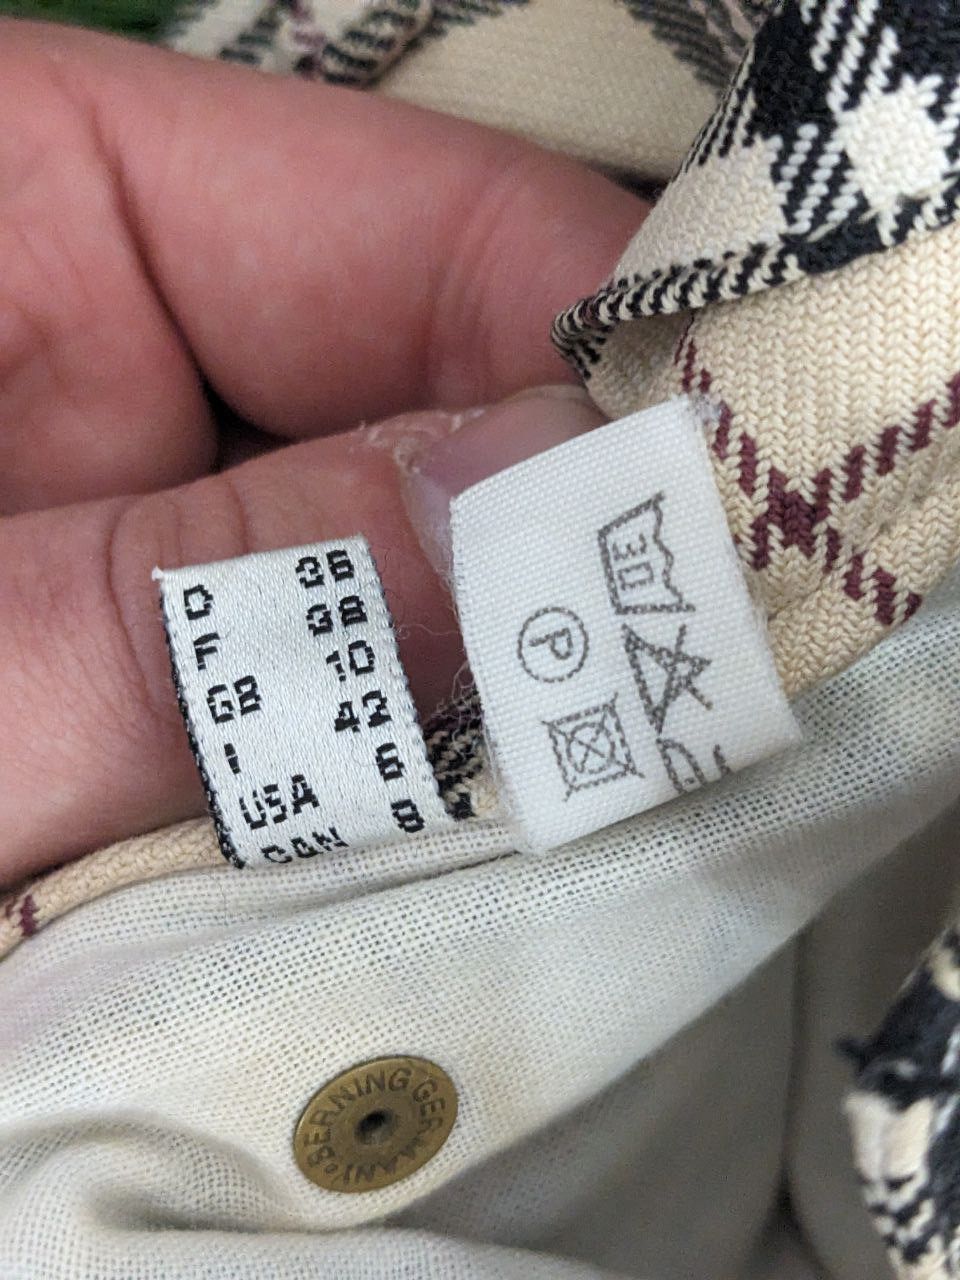 D 36
F 38
GB 10
I 42
USA 6
CAN 8
30
P
BERNING GERMANY